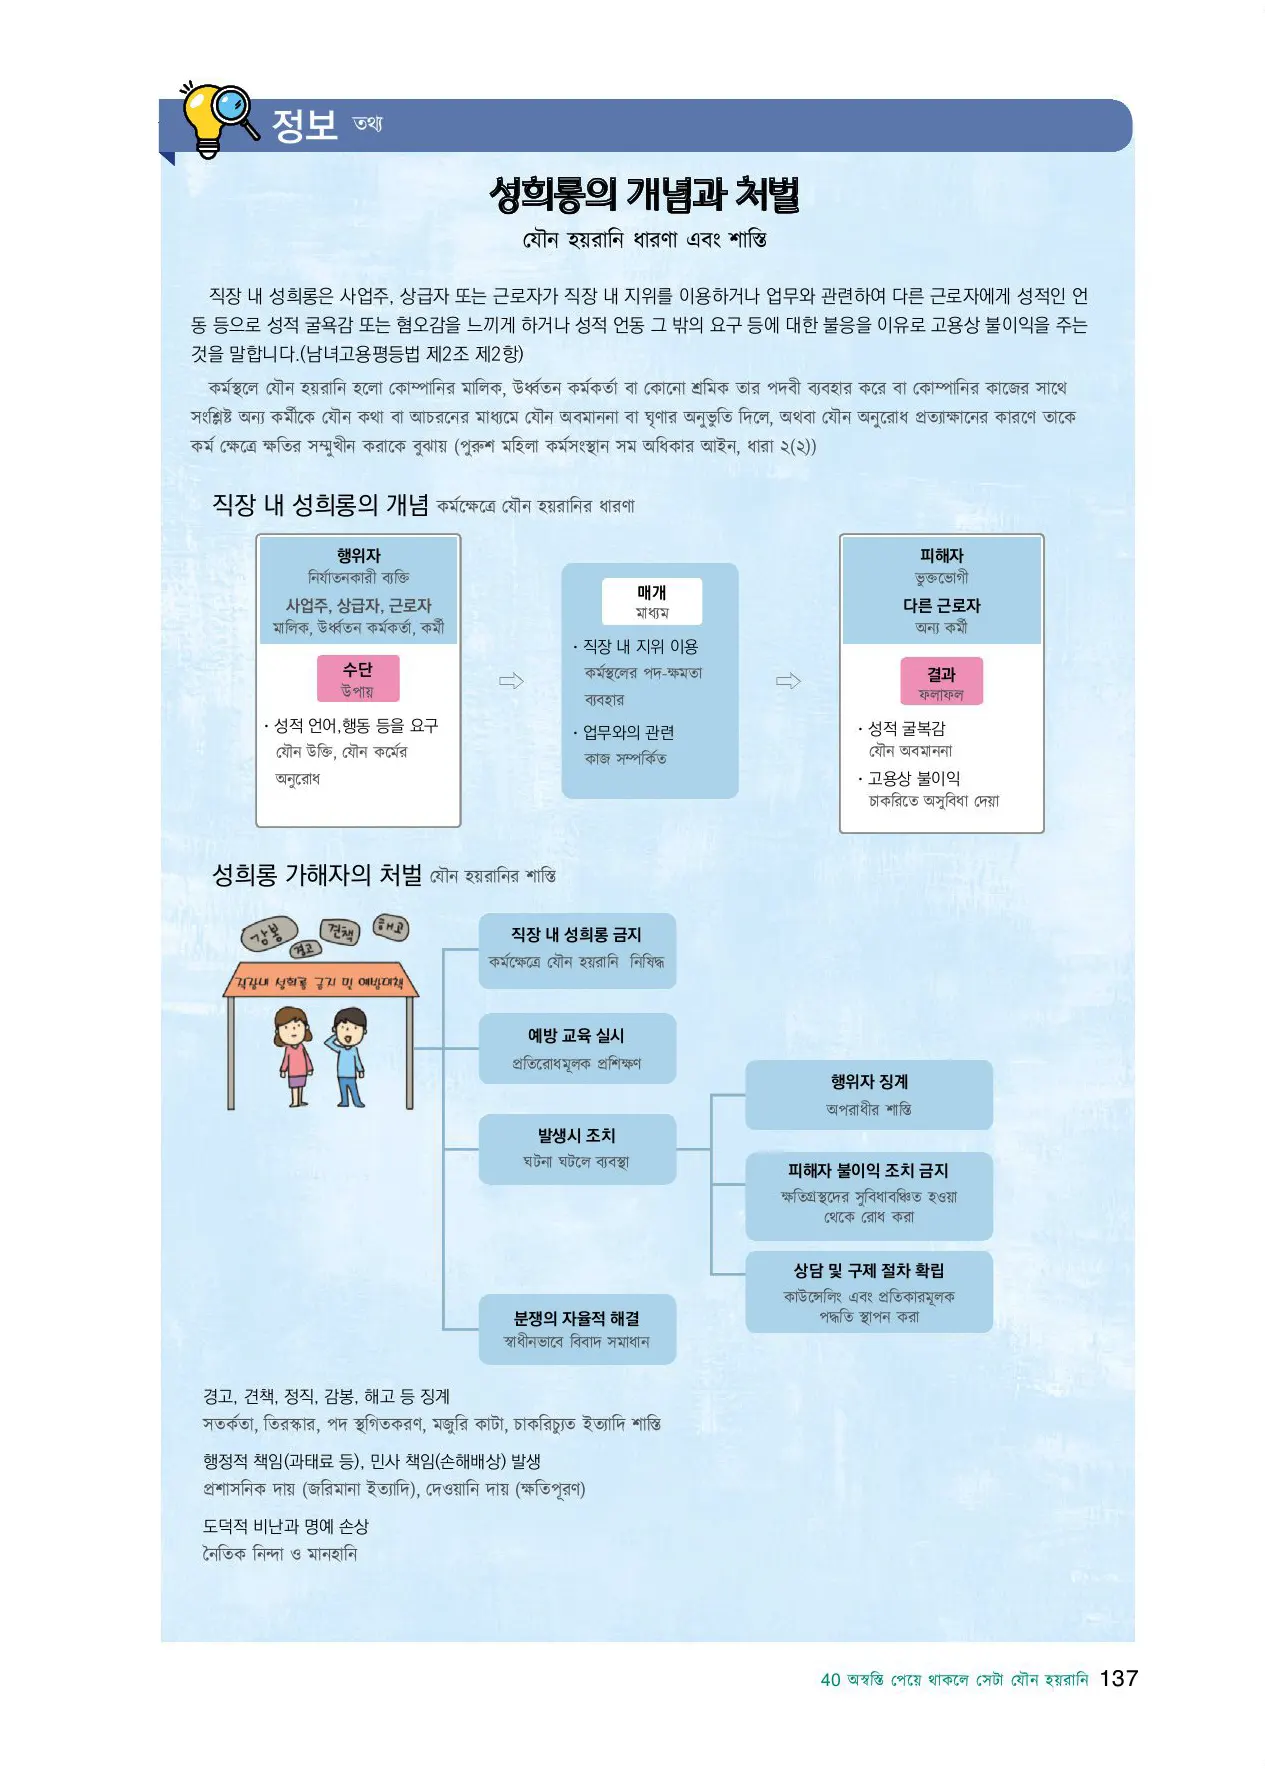 정보 তথ্য
성희롱의 개념과 처벌
যৌন হয়রানি ধারণা এবং শাস্তি
직장 내 성희롱은 사업주, 상급자 또는 근로자가 직장 내 지위를 이용하거나 업무와 관련하여 다른 근로자에게 성적인 언
동 등으로 성적 굴욕감 또는 혐오감을 느끼게 하거나 성적 언동 그 밖의 요구 등에 대한 불응을 이유로 고용상 불이익을 주는
것을 말합니다.(남녀고용평등법 제2조 제2항)
কর্মস্থলে যৌন হয়রানি হলো কোম্পানির মালিক, উর্ধ্বতন কর্মকর্তা বা কোনো শ্রমিক তার পদবী ব্যবহার করে বা কোম্পানির কাজের সাথে
সংশ্লিষ্ট অন্য কর্মীকে যৌন কথা বা আচরনের মাধ্যমে যৌন অবমাননা বা ঘৃণার অনুভুতি দিলে, অথবা যৌন অনুরোধ প্রত্যাক্ষানের কারণে তাকে
কর্ম ক্ষেত্রে ক্ষতির সম্মুখীন করাকে বুঝায় (পুরুশ মহিলা কর্মসংস্থান সম অধিকার আইন, ধারা ২(২))
직장 내 성희롱의 개념 কর্মক্ষেত্রে যৌন হয়রানির ধারণা
행위자
নির্যাতনকারী ব্যক্তি
사업주, 상급자, 근로자
মালিক, উর্ধ্বতন কর্মকর্তা, কর্মী
수단
উপায়
· 성적 언어,행동 등을 요구
যৌন উক্তি, যৌন কর্মের
অনুরোধ
매개
মাধ্যম
· 직장 내 지위 이용
কর্মস্থলের পদ-ক্ষমতা
ব্যবহার
· 업무와의 관련
কাজ সম্পর্কিত
피해자
ভুক্তভোগী
다른 근로자
অন্য কর্মী
결과
ফলাফল
· 성적 굴복감
যৌন অবমাননা
· 고용상 불이익
চাকরিতে অসুবিধা দেয়া
성희롱 가해자의 처벌 যৌন হয়রানির শাস্তি
감봉
경고
견책
해고
직장내 성희롱 금지 및 예방대책
직장 내 성희롱 금지
কর্মক্ষেত্রে যৌন হয়রানি নিষিদ্ধ
예방 교육 실시
প্রতিরোধমূলক প্রশিক্ষণ
발생시 조치
ঘটনা ঘটলে ব্যবস্থা
행위자 징계
অপরাধীর শাস্তি
피해자 불이익 조치 금지
ক্ষতিগ্রস্থদের সুবিধাবঞ্চিত হওয়া
থেকে রোধ করা
상담 및 구제 절차 확립
কাউন্সেলিং এবং প্রতিকারমূলক
পদ্ধতি স্থাপন করা
분쟁의 자율적 해결
স্বাধীনভাবে বিবাদ সমাধান
경고, 견책, 정직, 감봉, 해고 등 징계
সতর্কতা, তিরস্কার, পদ স্থগিতকরণ, মজুরি কাটা, চাকরিচ্যুত ইত্যাদি শাস্তি
행정적 책임(과태료 등), 민사 책임(손해배상) 발생
প্রশাসনিক দায় (জরিমানা ইত্যাদি), দেওয়ানি দায় (ক্ষতিপূরণ)
도덕적 비난과 명예 손상
নৈতিক নিন্দা ও মানহানি
40 অস্বস্তি পেয়ে থাকলে সেটা যৌন হয়রানি 137